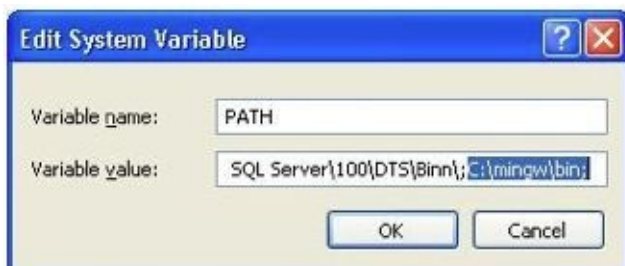 Edit System Variable
Variable name: PATH
Variable value: SQL Server\100\DTS\Binn\;C:\mingw\bin;
OK Cancel